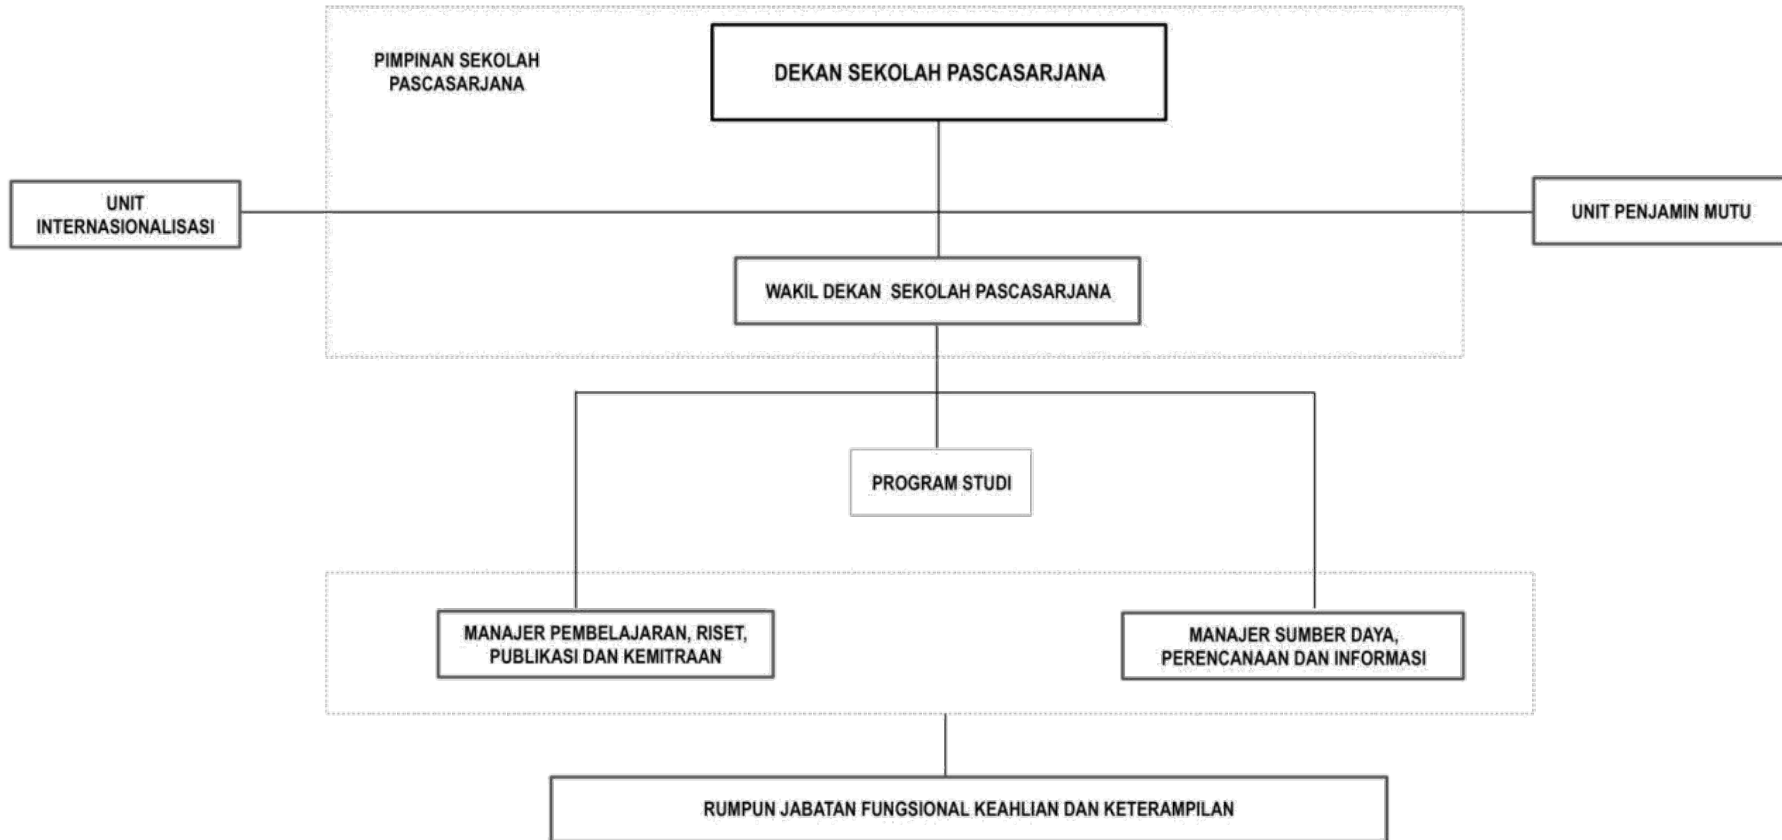 PIMPINAN SEKOLAH
PASCASARJANA
DEKAN SEKOLAH PASCASARJANA
UNIT
INTERNASIONALISASI
UNIT PENJAMIN MUTU
WAKIL DEKAN  SEKOLAH PASCASARJANA
PROGRAM STUDI
MANAJER PEMBELAJARAN, RISET,
PUBLIKASI DAN KEMITRAAN
MANAJER SUMBER DAYA,
PERENCANAAN DAN INFORMASI
RUMPUN JABATAN FUNGSIONAL KEAHLIAN DAN KETERAMPILAN